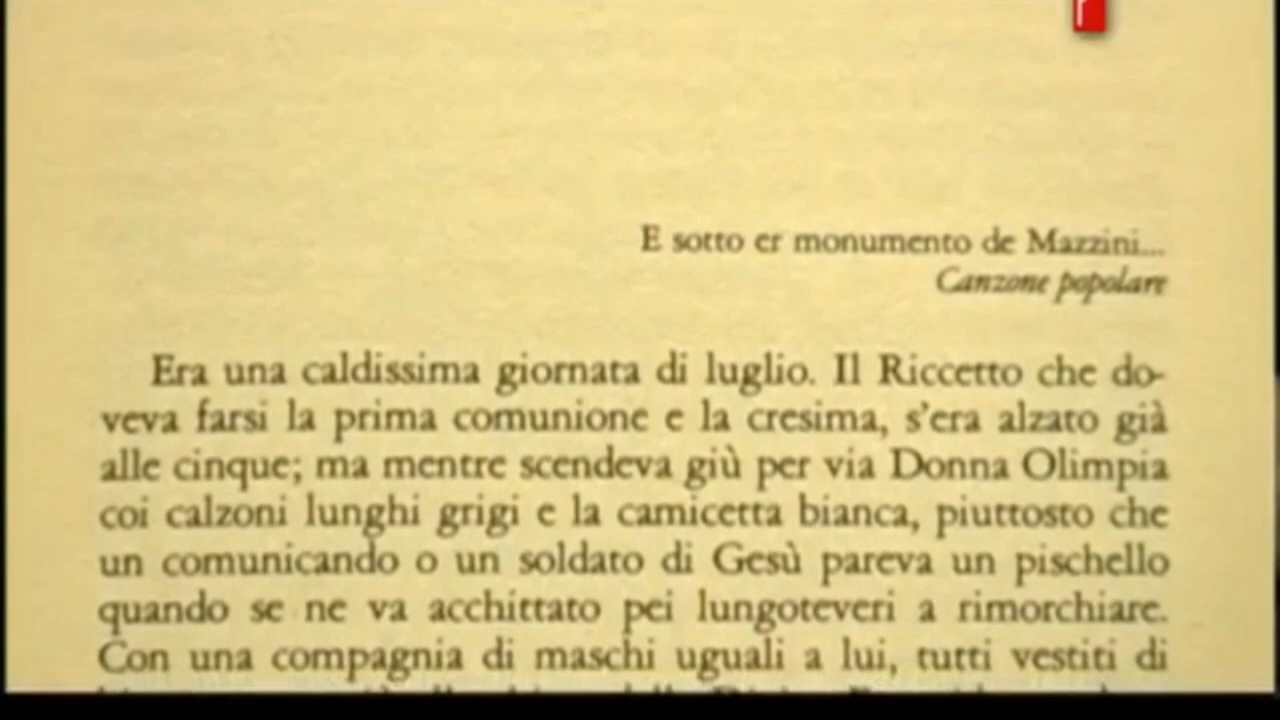 E sotto er monumento de Mazzini...
Canzone popolare
Era una caldissima giornata di luglio. Il Riccetto che do-
veva farsi la prima comunione e la cresima, s'era alzato già
alle cinque; ma mentre scendeva giù per via Donna Olimpia
coi calzoni lunghi grigi e la camicetta bianca, piuttosto che
un comunicando o un soldato di Gesù pareva un pischello
quando se ne va acchittato pei lungoteveri a rimorchiare.
Con una compagnia di maschi uguali a lui, tutti vestiti di